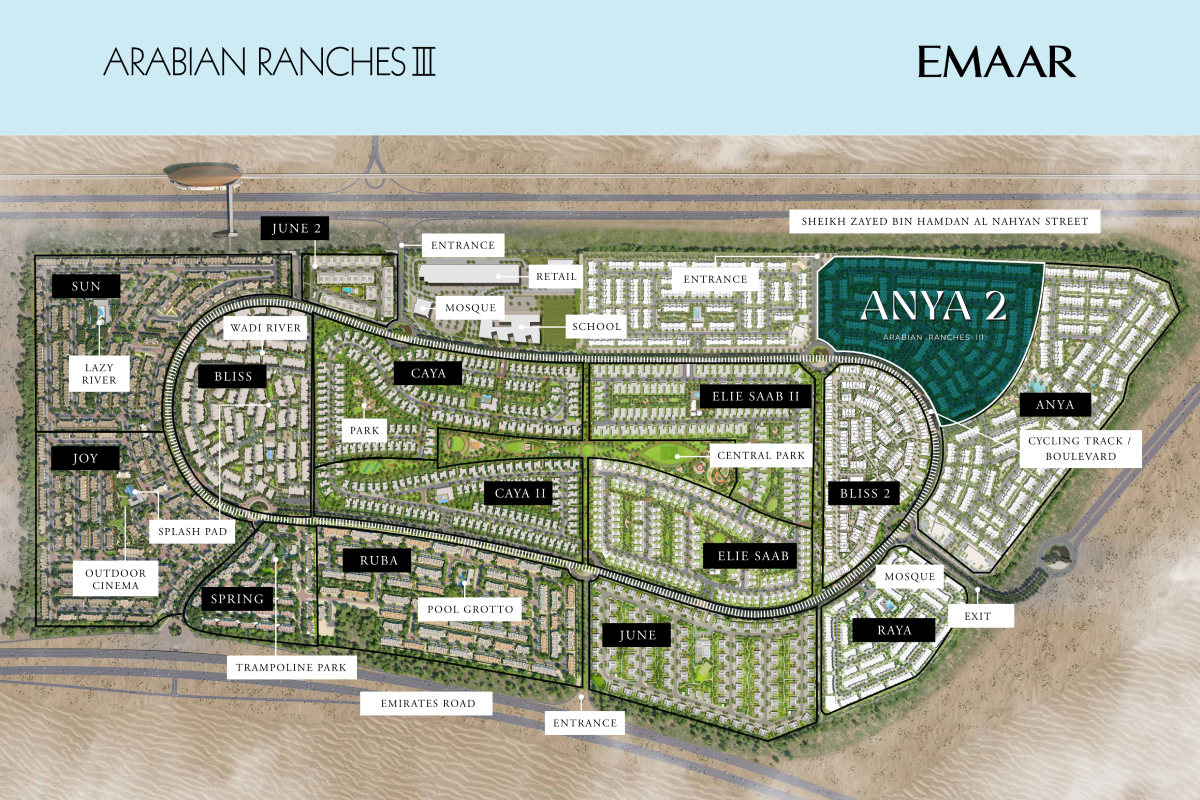 ARABIAN RANCHES III
EMAAR
SHEIKH ZAYED BIN HAMDAN AL NAHYAN STREET
JUNE 2
ENTRANCE
RETAIL
ENTRANCE
SUN
MOSQUE
ANYA 2
ARABIAN RANCHES III
WADI RIVER
SCHOOL
LAZY
RIVER
BLISS
CAYA
ELIE SAAB II
ANYA
PARK
CYCLING TRACK /
BOULEVARD
JOY
CENTRAL PARK
CAYA II
BLISS 2
SPLASH PAD
RUBA
ELIE SAAB
OUTDOOR
CINEMA
MOSQUE
SPRING
POOL GROTTO
EXIT
JUNE
RAYA
TRAMPOLINE PARK
EMIRATES ROAD
ENTRANCE